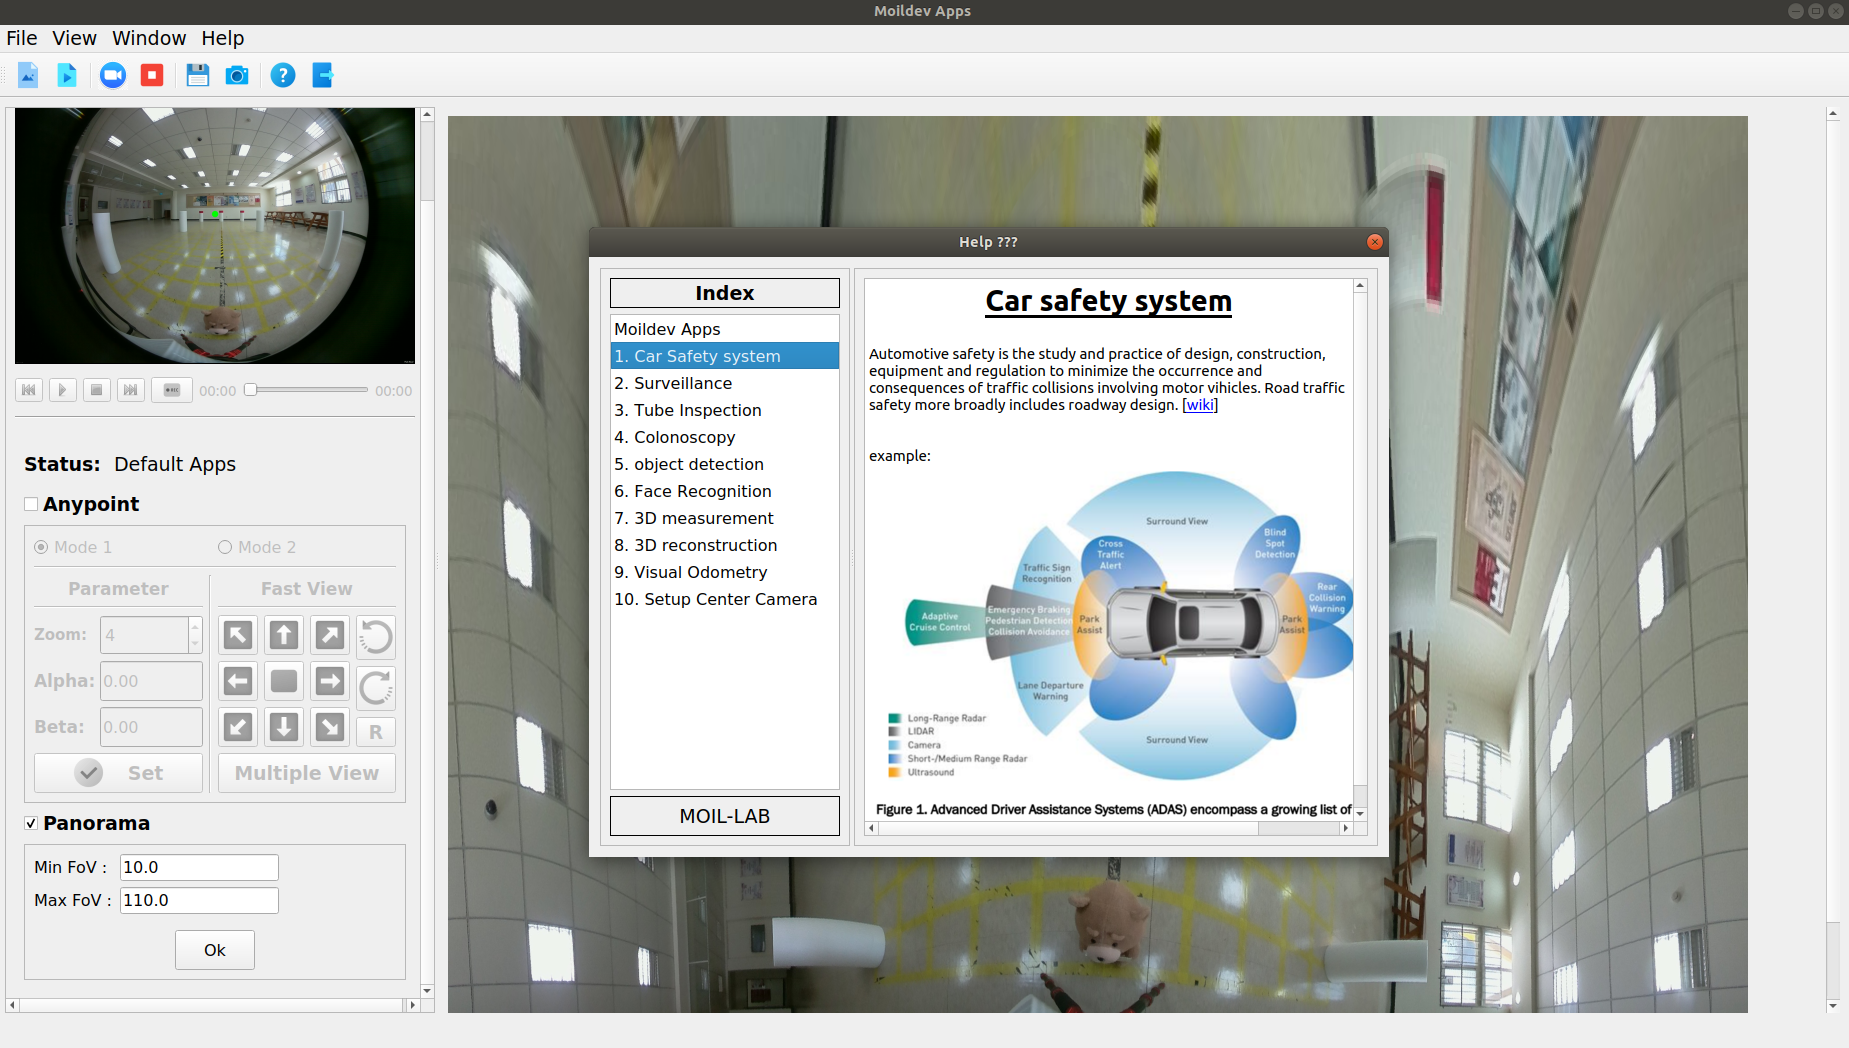 Moildev Apps
File View Window Help
00:00 00:00
Status: Default Apps
Anypoint
Mode 1 Mode 2
Parameter Fast View
Zoom: 4
Alpha: 0.00
Beta: 0.00
R
Set Multiple View
Panorama
Min FoV : 10.0
Max FoV : 110.0
Ok
Help ???
Index
Moildev Apps
1. Car Safety system
2. Surveillance
3. Tube Inspection
4. Colonoscopy
5. object detection
6. Face Recognition
7. 3D measurement
8. 3D reconstruction
9. Visual Odometry
10. Setup Center Camera
MOIL-LAB
Car safety system
Automotive safety is the study and practice of design, construction,
equipment and regulation to minimize the occurrence and
consequences of traffic collisions involving motor vihicles. Road traffic
safety more broadly includes roadway design. [wiki]
example:
Surround View
Cross
Traffic
Alert
Blind
Spot
Detection
Traffic Sign
Recognition
Rear
Collision
Warning
Adaptive
Cruise Control
Emergency Braking
Pedestrian Detection
Collision Avoidance
Park
Assist
Park
Assist
Lane Departure
Warning
Surround View
Long-Range Radar
LIDAR
Camera
Short-/Medium Range Radar
Ultrasound
Figure 1. Advanced Driver Assistance Systems (ADAS) encompass a growing list of